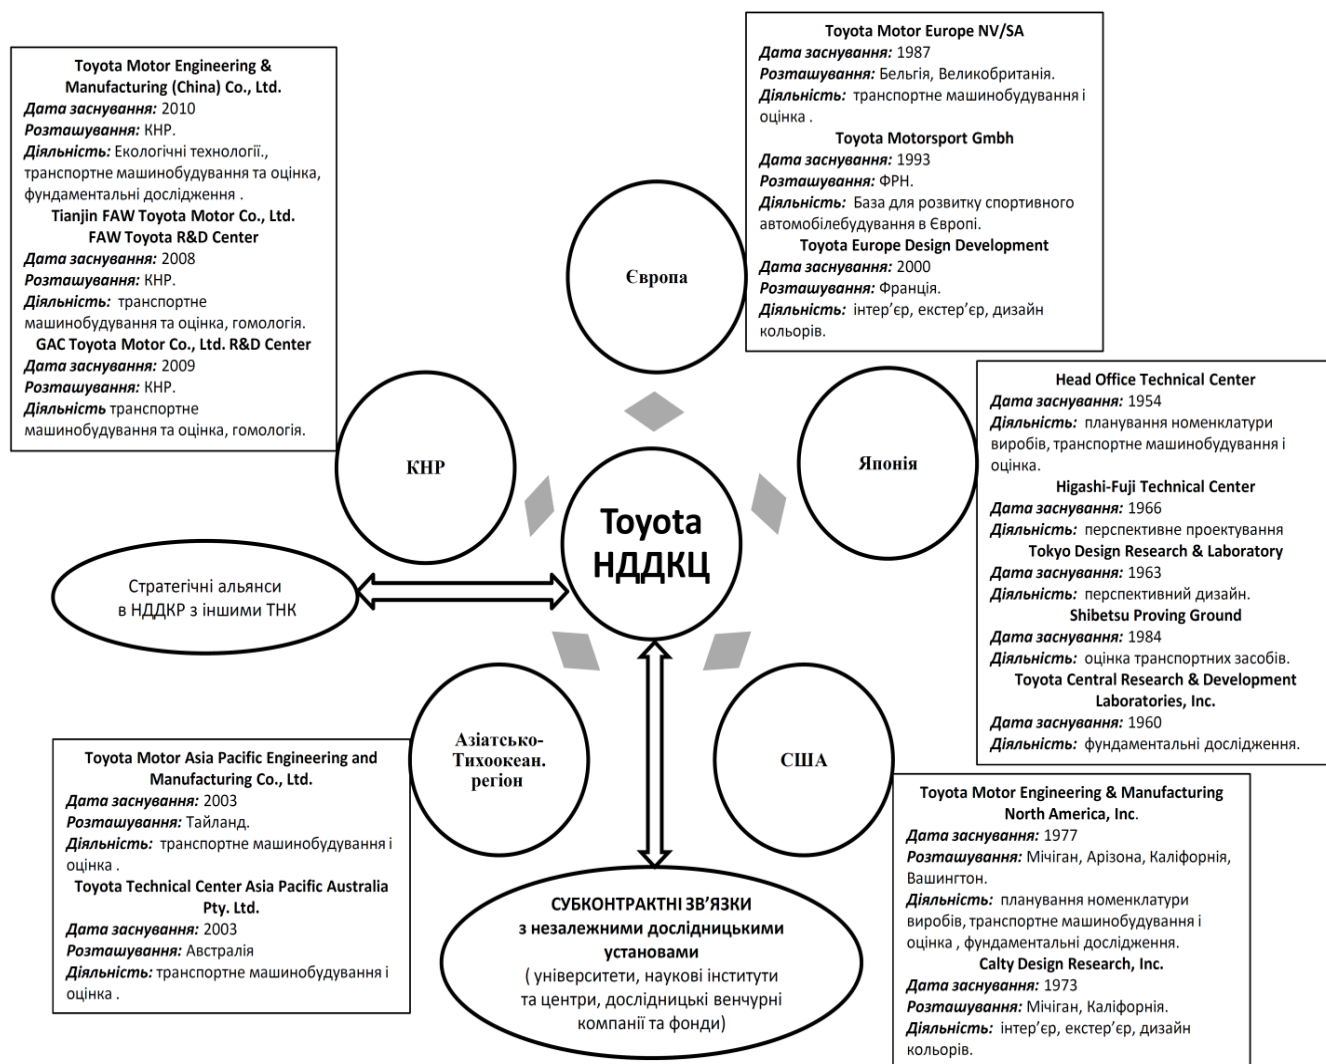 Toyota Motor Engineering &
Manufacturing (China) Co., Ltd.
Дата заснування: 2010
Розташування: КНР.
Діяльність: Екологічні технології.,
транспортне машинобудування та оцінка,
фундаментальні дослідження .
Tianjin FAW Toyota Motor Co., Ltd.
FAW Toyota R&D Center
Дата заснування: 2008
Розташування: КНР.
Діяльність: транспортне
машинобудування та оцінка, гомологія.
GAC Toyota Motor Co., Ltd. R&D Center
Дата заснування: 2009
Розташування: КНР.
Діяльність транспортне
машинобудування та оцінка, гомологія.
Toyota Motor Europe NV/SA
Дата заснування: 1987
Розташування: Бельгія, Великобританія.
Діяльність: транспортне машинобудування і
оцінка .
Toyota Motorsport Gmbh
Дата заснування: 1993
Розташування: ФРН.
Діяльність: База для розвитку спортивного
автомобілебудування в Європі.
Toyota Europe Design Development
Дата заснування: 2000
Розташування: Франція.
Діяльність: інтер’єр, екстер’єр, дизайн
кольорів.
Європа
КНР
Японія
Head Office Technical Center
Дата заснування: 1954
Діяльність: планування номенклатури
виробів, транспортне машинобудування і
оцінка.
Higashi-Fuji Technical Center
Дата заснування: 1966
Діяльність: перспективне проектування
Tokyo Design Research & Laboratory
Дата заснування: 1963
Діяльність: перспективний дизайн.
Shibetsu Proving Ground
Дата заснування: 1984
Діяльність: оцінка транспортних засобів.
Toyota Central Research & Development
Laboratories, Inc.
Дата заснування: 1960
Діяльність: фундаментальні дослідження.
Toyota
НДДКЦ
Стратегічні альянси
в НДДКР з іншими ТНК
Азіатсько-
Тихоокеан.
регіон
США
Toyota Motor Asia Pacific Engineering and
Manufacturing Co., Ltd.
Дата заснування: 2003
Розташування: Тайланд.
Діяльність: транспортне машинобудування і
оцінка .
Toyota Technical Center Asia Pacific Australia
Pty. Ltd.
Дата заснування: 2003
Розташування: Австралія
Діяльність: транспортне машинобудування і
оцінка .
СУБКОНТРАКТНІ ЗВ’ЯЗКИ
з незалежними дослідницькими
установами
( університети, наукові інститути
та центри, дослідницькі венчурні
компанії та фонди)
Toyota Motor Engineering & Manufacturing
North America, Inc.
Дата заснування: 1977
Розташування: Мічіган, Арізона, Каліфорнія,
Вашингтон.
Діяльність: планування номенклатури
виробів, транспортне машинобудування і
оцінка , фундаментальні дослідження.
Calty Design Research, Inc.
Дата заснування: 1973
Розташування: Мічіган, Каліфорнія.
Діяльність: інтер’єр, екстер’єр, дизайн
кольорів.